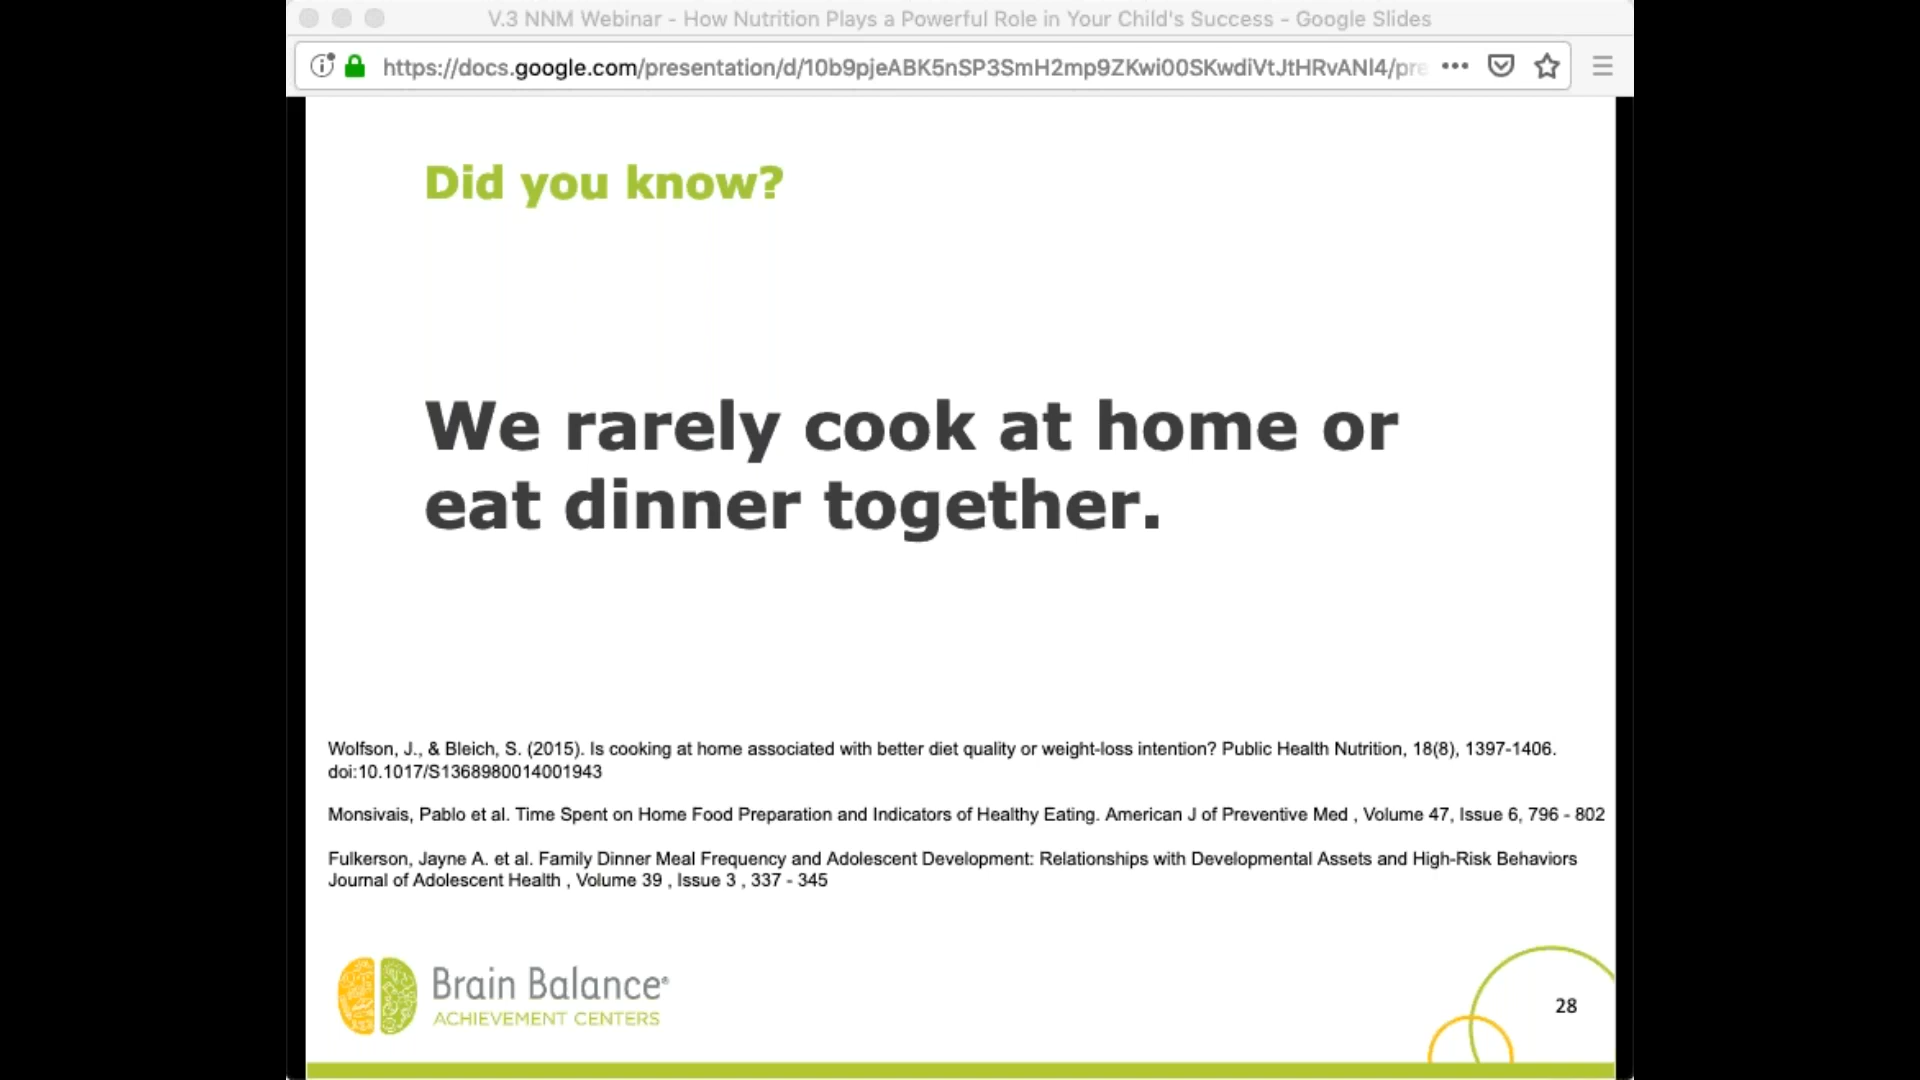 V.3 NNM Webinar - How Nutrition Plays a Powerful Role in Your Child's Success - Google Slides
https://docs.google.com/presentation/d/10b9pjeABK5nSP3SmH2mp9ZKwi00SKwdiVtJtHRvANl4/pre
Did you know?
We rarely cook at home or
eat dinner together.
Wolfson, J., & Bleich, S. (2015). Is cooking at home associated with better diet quality or weight-loss intention? Public Health Nutrition, 18(8), 1397-1406.
doi:10.1017/S1368980014001943
Monsivais, Pablo et al. Time Spent on Home Food Preparation and Indicators of Healthy Eating. American J of Preventive Med , Volume 47, Issue 6, 796 - 802
Fulkerson, Jayne A. et al. Family Dinner Meal Frequency and Adolescent Development: Relationships with Developmental Assets and High-Risk Behaviors
Journal of Adolescent Health , Volume 39 , Issue 3 , 337 - 345
Brain Balance®
ACHIEVEMENT CENTERS
28